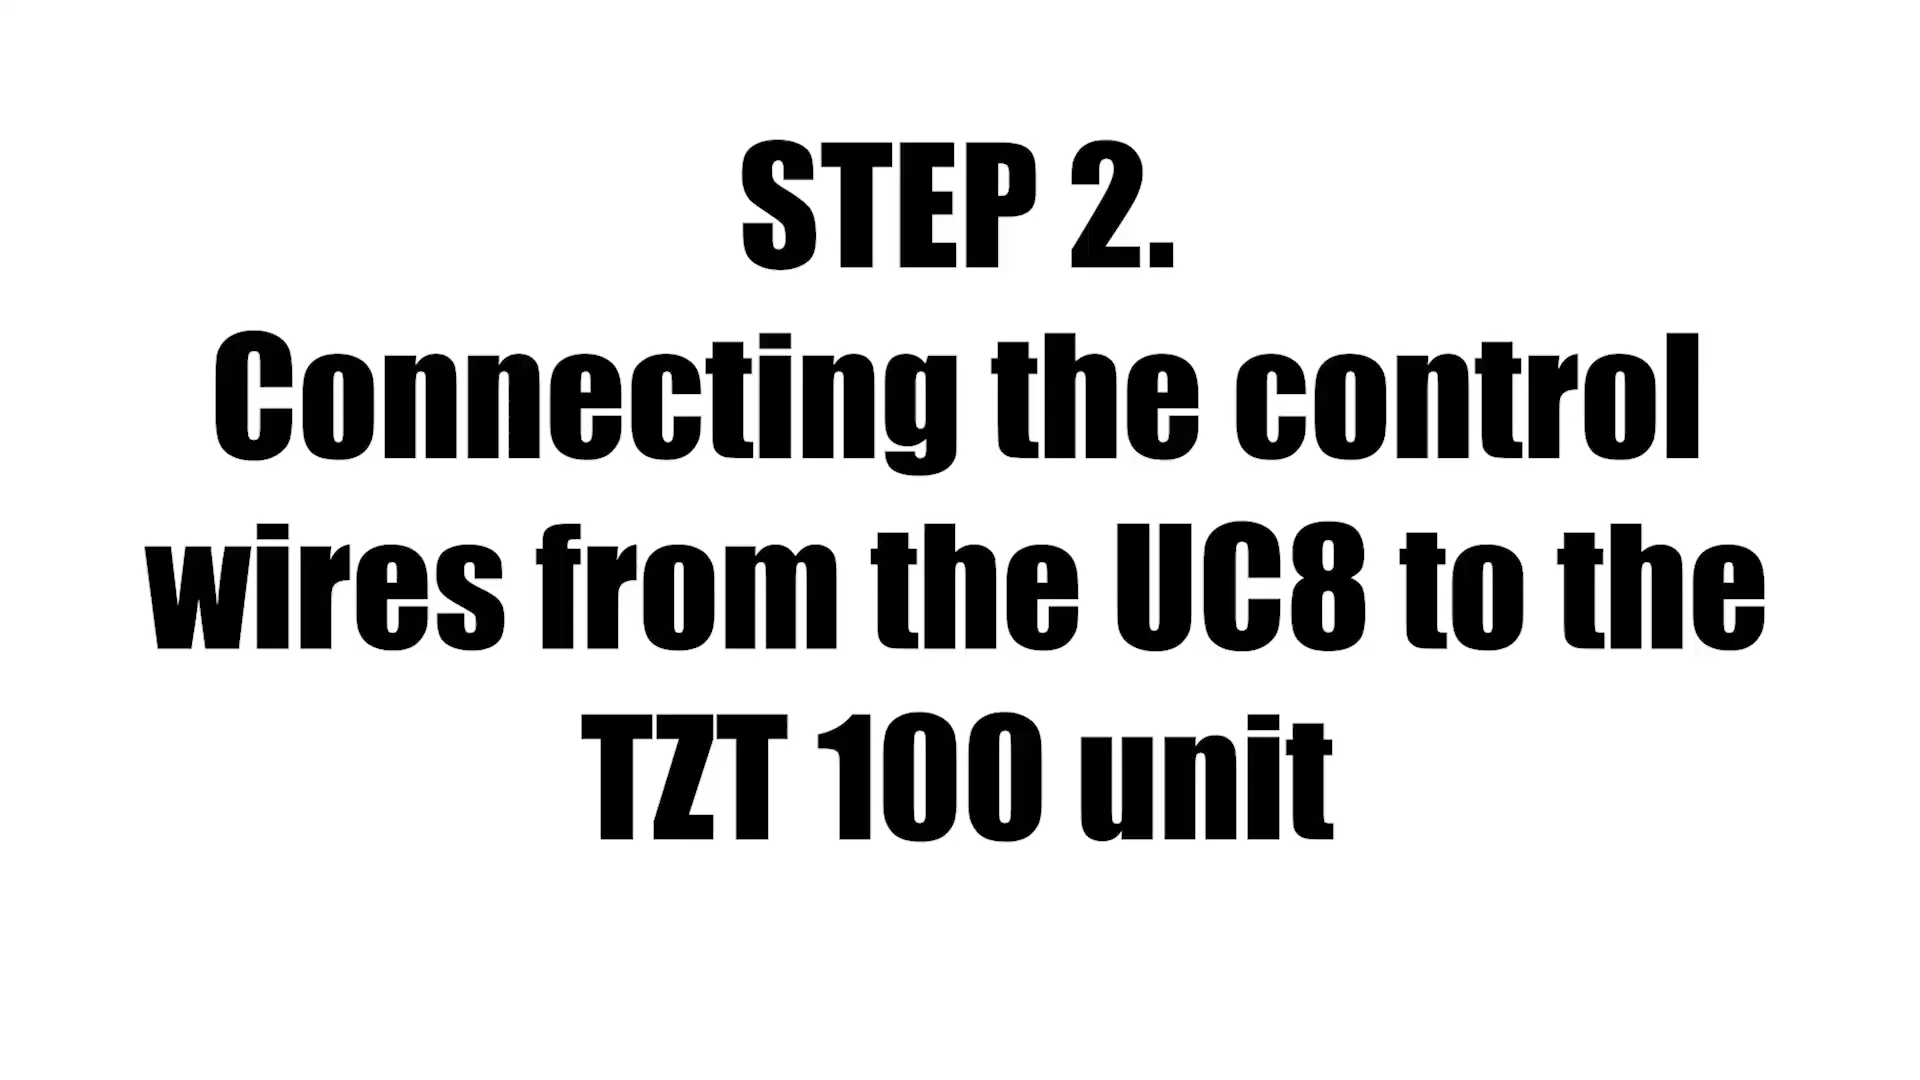 STEP 2.
Connecting the control
wires from the UC8 to the
TZT 100 unit